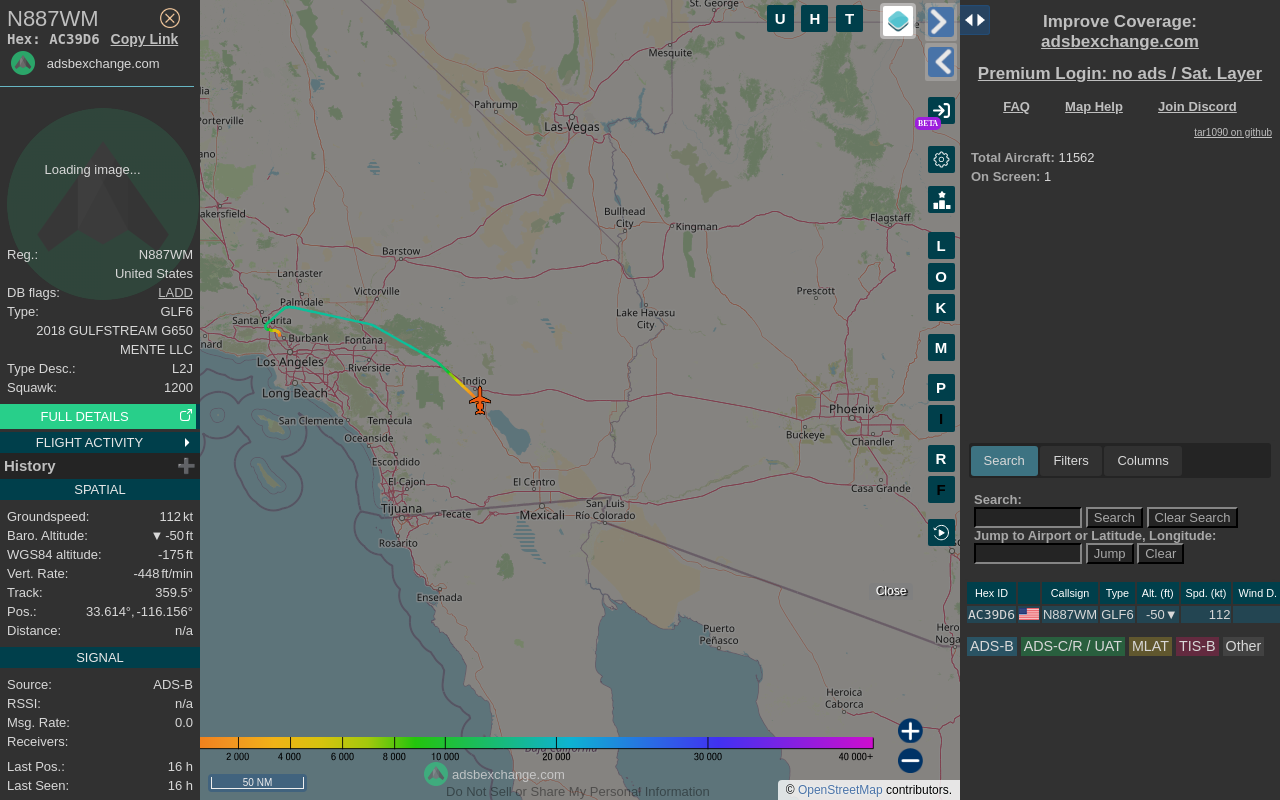 N887WM
Hex: AC39D6 Copy Link
adsbexchange.com
Loading image...
Reg.: N887WM
United States
DB flags: LADD
Type: GLF6
2018 GULFSTREAM G650
MENTE LLC
Type Desc.: L2J
Squawk: 1200
FULL DETAILS
FLIGHT ACTIVITY
History
SPATIAL
Groundspeed: 112 kt
Baro. Altitude: ▼ -50 ft
WGS84 altitude: -175 ft
Vert. Rate: -448 ft/min
Track: 359.5°
Pos.: 33.614°, -116.156°
Distance: n/a
SIGNAL
Source: ADS-B
RSSI: n/a
Msg. Rate: 0.0
Receivers:
Last Pos.: 16 h
Last Seen: 16 h
St. George
Mesquite
Pahrump
Las Vegas
Porterville
Bullhead City
Kingman
Flagstaff
Barstow
Lancaster
Palmdale
Victorville
Prescott
Santa Clarita
Lake Havasu City
Burbank
Fontana
Los Angeles
Riverside
Indio
Long Beach
San Clemente
Temecula
Phoenix
Oceanside
Buckeye
Chandler
Escondido
El Cajon
El Centro
Casa Grande
Tijuana
Tecate
Mexicali
San Luis Río Colorado
Rosarito
Ensenada
Close
Puerto Peñasco
Heroica Caborca
U H T
BETA
L
O
K
M
P
I
R
F
2 000 4 000 6 000 8 000 10 000 20 000 30 000 40 000+
50 NM
adsbexchange.com
Do Not Sell or Share My Personal Information
© OpenStreetMap contributors.
Improve Coverage:
adsbexchange.com
Premium Login: no ads / Sat. Layer
FAQ Map Help Join Discord
tar1090 on github
Total Aircraft: 11562
On Screen: 1
Search Filters Columns
Search:
Search Clear Search
Jump to Airport or Latitude, Longitude:
Jump Clear
Hex ID Callsign Type Alt. (ft) Spd. (kt) Wind D.
AC39D6 N887WM GLF6 -50▼ 112
ADS-B ADS-C/R / UAT MLAT TIS-B Other